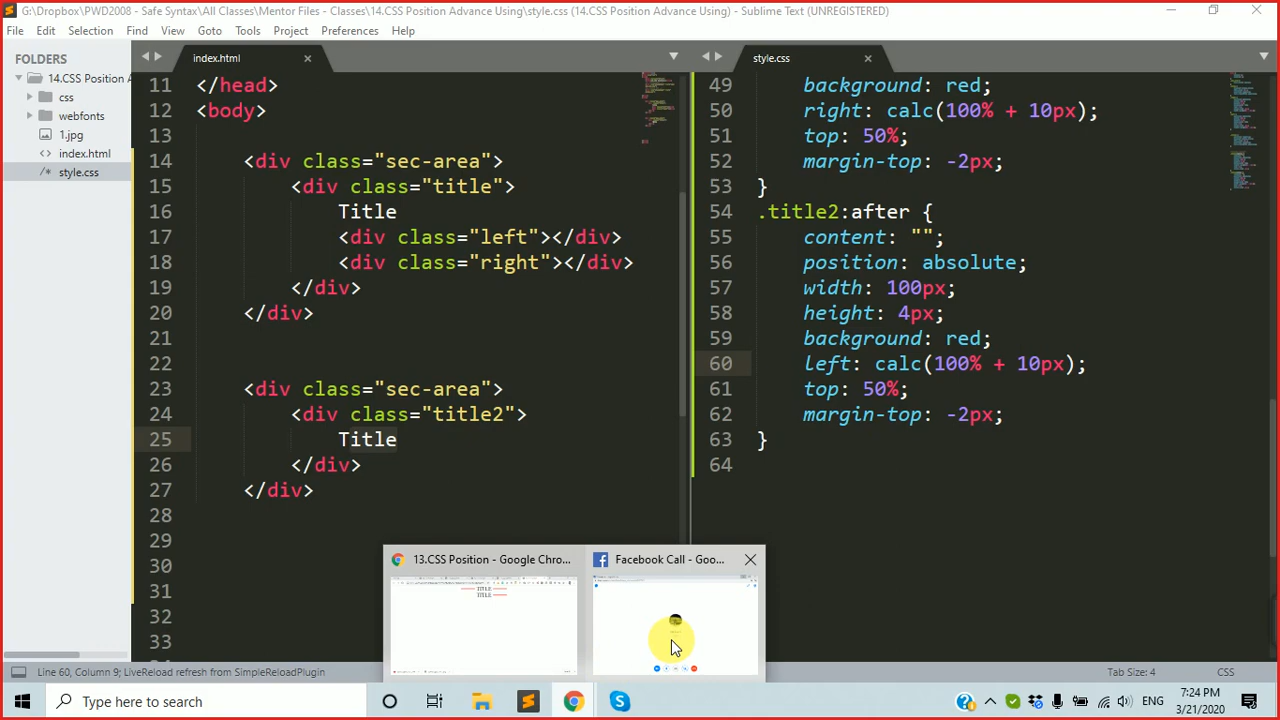 G:\Dropbox\PWD2008 - Safe Syntax\All Classes\Mentor Files - Classes\14.CSS Position Advance Using\style.css (14.CSS Position Advance Using) - Sublime Text (UNREGISTERED)
File Edit Selection Find View Goto Tools Project Preferences Help
FOLDERS
14.CSS Position A
css
webfonts
1.jpg
index.html
/* style.css
index.html
11 </head>
12 <body>
13
14 <div class="sec-area">
15 <div class="title">
16 Title
17 <div class="left"></div>
18 <div class="right"></div>
19 </div>
20 </div>
21
22
23 <div class="sec-area">
24 <div class="title2">
25 Title
26 </div>
27 </div>
28
29
30
31
32
33
style.css
49 background: red;
50 right: calc(100% + 10px);
51 top: 50%;
52 margin-top: -2px;
53 }
54 .title2:after {
55 content: "";
56 position: absolute;
57 width: 100px;
58 height: 4px;
59 background: red;
60 left: calc(100% + 10px);
61 top: 50%;
62 margin-top: -2px;
63 }
64
13.CSS Position - Google Chro...
TITLE
TITLE
Facebook Call - Goo...
Line 60, Column 9; LiveReload refresh from SimpleReloadPlugin
Tab Size: 4
CSS
Type here to search
ENG
7:24 PM
3/21/2020